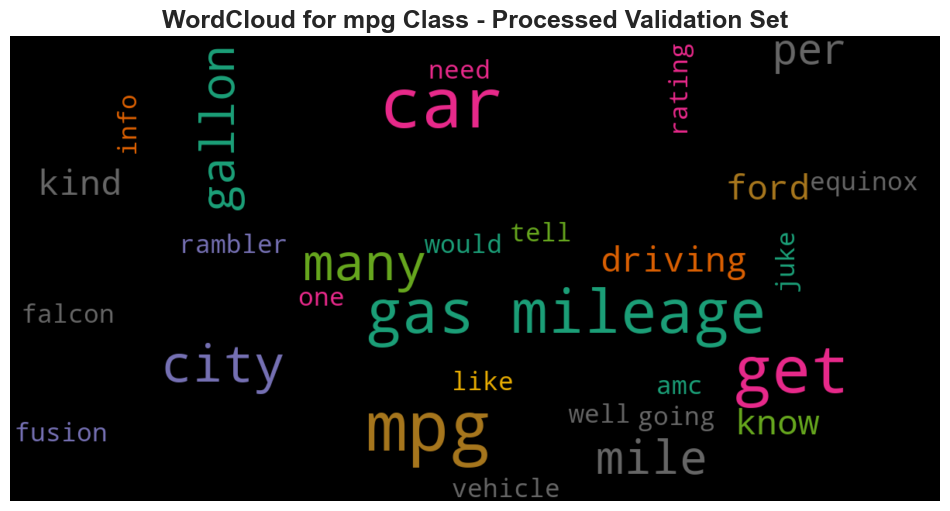 WordCloud for mpg Class - Processed Validation Set
per
need
rating
car
gallon
info
kind
ford
equinox
tell
rambler
would
many
driving
juke
one
gas mileage
falcon
city
get
like
amc
well
going
know
mpg
fusion
mile
vehicle